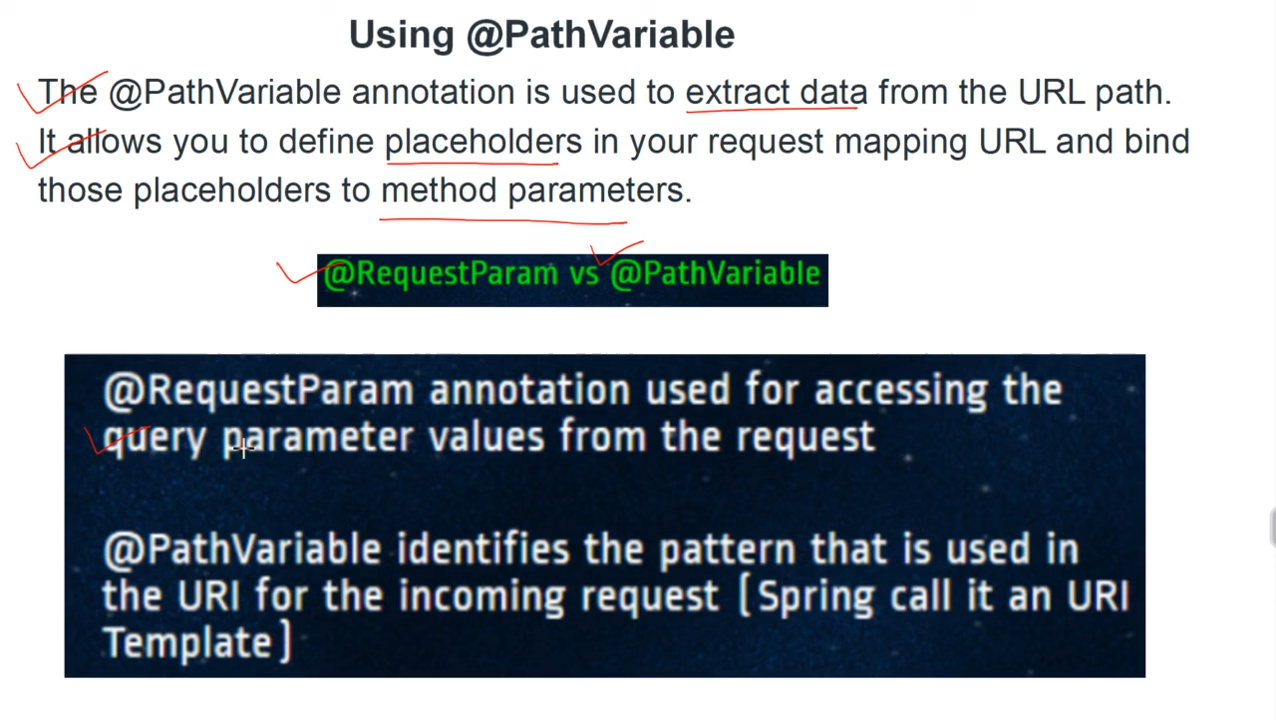 Using @PathVariable
The @PathVariable annotation is used to extract data from the URL path.
It allows you to define placeholders in your request mapping URL and bind
those placeholders to method parameters.
@RequestParam vs @PathVariable
@RequestParam annotation used for accessing the
query parameter values from the request
@PathVariable identifies the pattern that is used in
the URI for the incoming request [Spring call it an URI
Template]